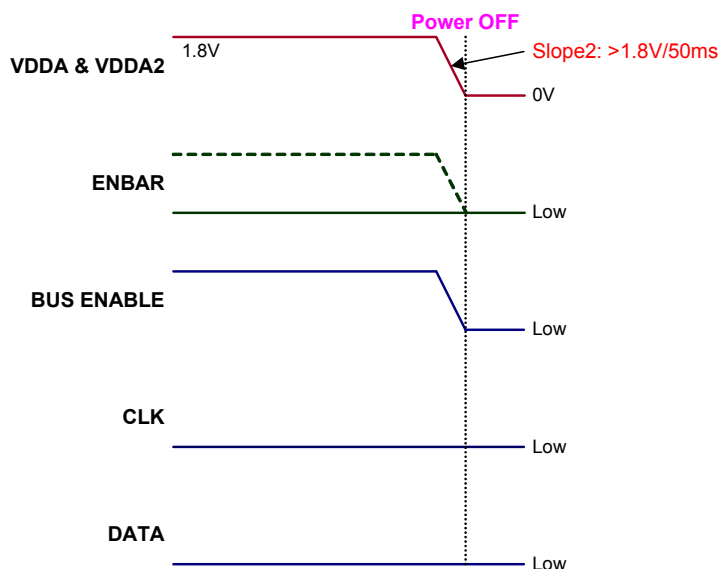 Power OFF
1.8V
Slope2: >1.8V/50ms
VDDA & VDDA2
0V
ENBAR
Low
BUS ENABLE
Low
CLK
Low
DATA
Low